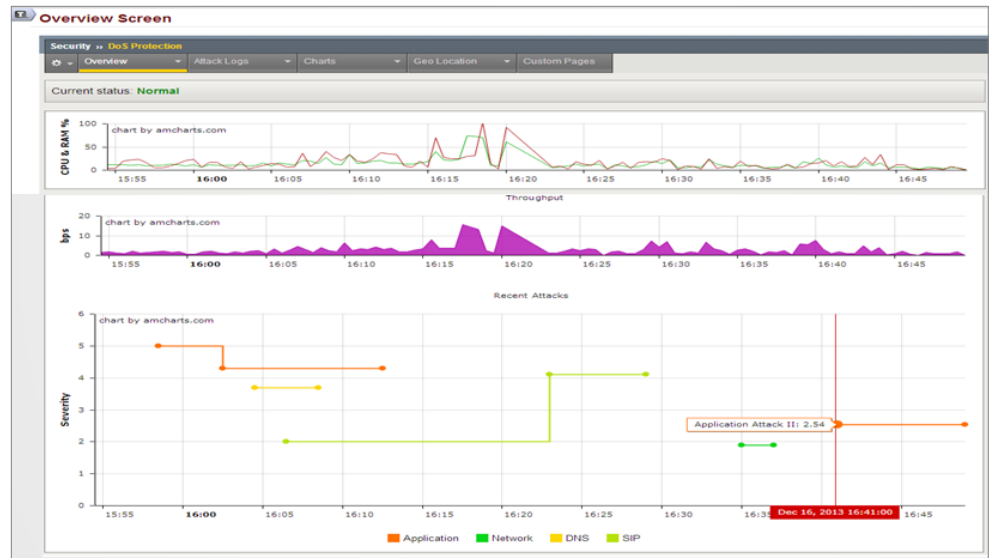 Overview Screen
Security » DoS Protection
Overview Attack Logs Charts Geo Location Custom Pages
Current status: Normal
CPU & RAM %
100
50
0
chart by amcharts.com
15:55 16:00 16:05 16:10 16:15 16:20 16:25 16:30 16:35 16:40 16:45
Throughput
bps
20
10
0
chart by amcharts.com
15:55 16:00 16:05 16:10 16:15 16:20 16:25 16:30 16:35 16:40 16:45
Recent Attacks
Severity
6
5
4
3
2
1
0
chart by amcharts.com
Application Attack II: 2.54
15:55 16:00 16:05 16:10 16:15 16:20 16:25 16:30 16:35 Dec 16, 2013 16:41:00 16:45
Application Network DNS SIP